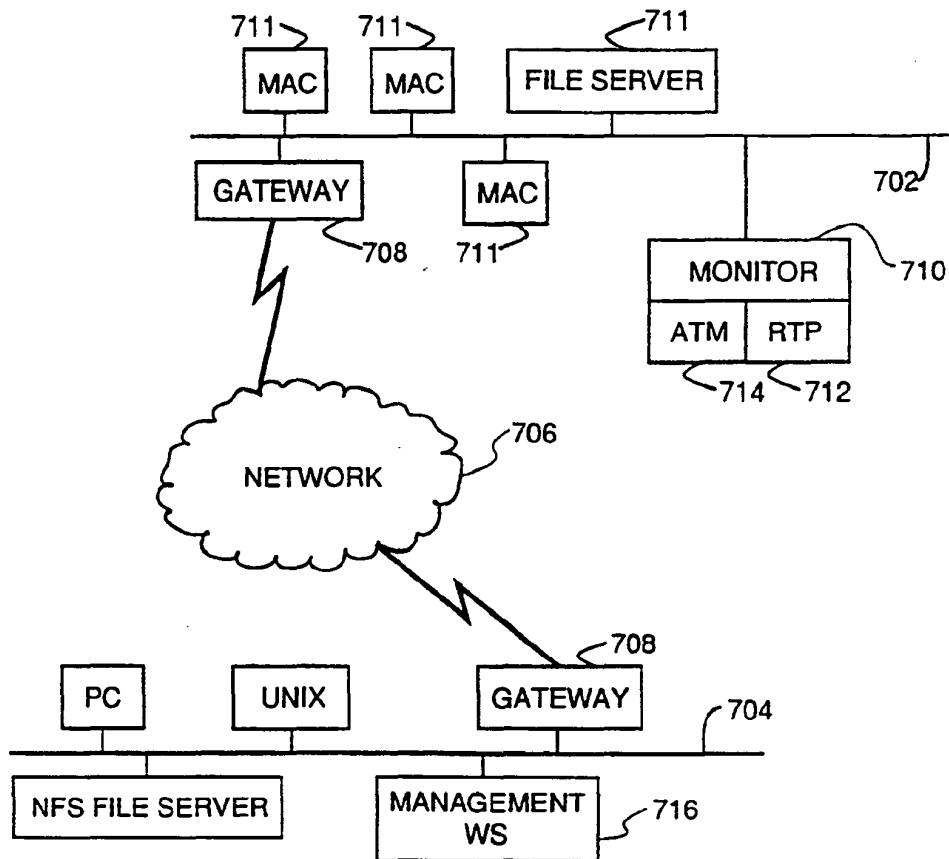 711 711 711
MAC MAC FILE SERVER
702
GATEWAY MAC
708 711
710
MONITOR
ATM RTP
714 712
706
NETWORK
708
PC UNIX GATEWAY
704
NFS FILE SERVER MANAGEMENT
WS
716